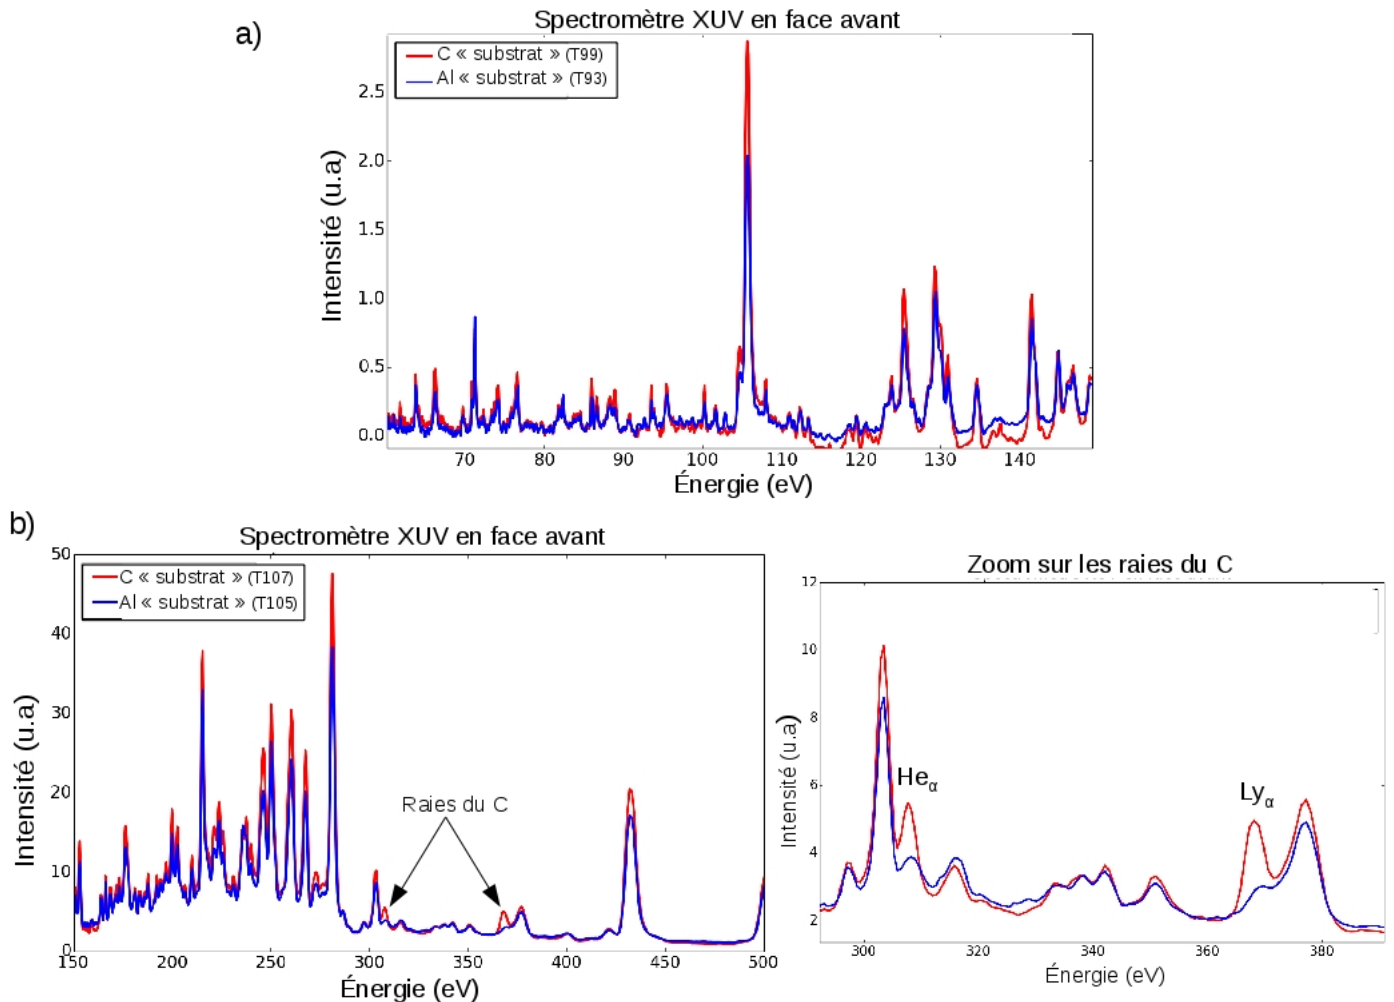 a)
Spectromètre XUV en face avant
C « substrat » (T99)
Al « substrat » (T93)
Intensité (u.a)
2.5
2.0
1.5
1.0
0.5
0.0
70 80 90 100 110 120 130 140
Énergie (eV)
b)
Spectromètre XUV en face avant
C « substrat » (T107)
Al « substrat » (T105)
Raies du C
Intensité (u.a)
50
40
30
20
10
0
150 200 250 300 350 400 450 500
Énergie (eV)
Zoom sur les raies du C
Heα
Lyα
Intensité (u.a)
12
10
8
6
4
2
300 320 340 360 380
Énergie (eV)